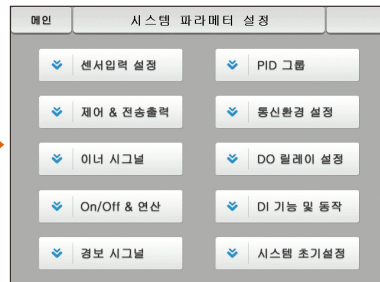 메인
시스템 파라메터 설정
센서입력 설정
PID 그룹
제어 & 전송출력
통신환경 설정
이너 시그널
DO 릴레이 설정
On/Off & 연산
DI 기능 및 동작
경보 시그널
시스템 초기설정